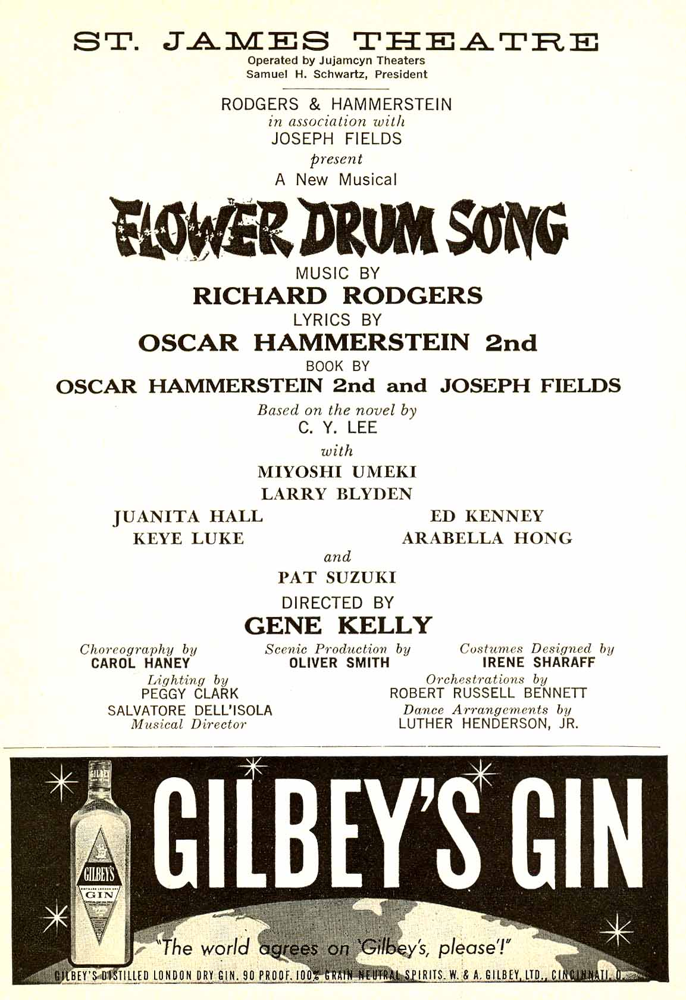 ST. JAMES THEATRE
Operated by Jujamcyn Theaters
Samuel H. Schwartz, President
RODGERS & HAMMERSTEIN
in association with
JOSEPH FIELDS
present
A New Musical
FLOWER DRUM SONG
MUSIC BY
RICHARD RODGERS
LYRICS BY
OSCAR HAMMERSTEIN 2nd
BOOK BY
OSCAR HAMMERSTEIN 2nd and JOSEPH FIELDS
Based on the novel by
C. Y. LEE
with
MIYOSHI UMEKI
LARRY BLYDEN
JUANITA HALL ED KENNEY
KEYE LUKE ARABELLA HONG
and
PAT SUZUKI
DIRECTED BY
GENE KELLY
Choreography by Scenic Production by Costumes Designed by
CAROL HANEY OLIVER SMITH IRENE SHARAFF
Lighting by Orchestrations by
PEGGY CLARK ROBERT RUSSELL BENNETT
SALVATORE DELL'ISOLA Dance Arrangements by
Musical Director LUTHER HENDERSON, JR.
GILBEY'S GIN
GILBEY
GILBEY'S
DISTILLED LONDON DRY
GIN
"The world agrees on 'Gilbey's, please'!"
GILBEY'S DISTILLED LONDON DRY GIN. 90 PROOF. 100% GRAIN NEUTRAL SPIRITS. W. & A. GILBEY, LTD., CINCINNATI, O.